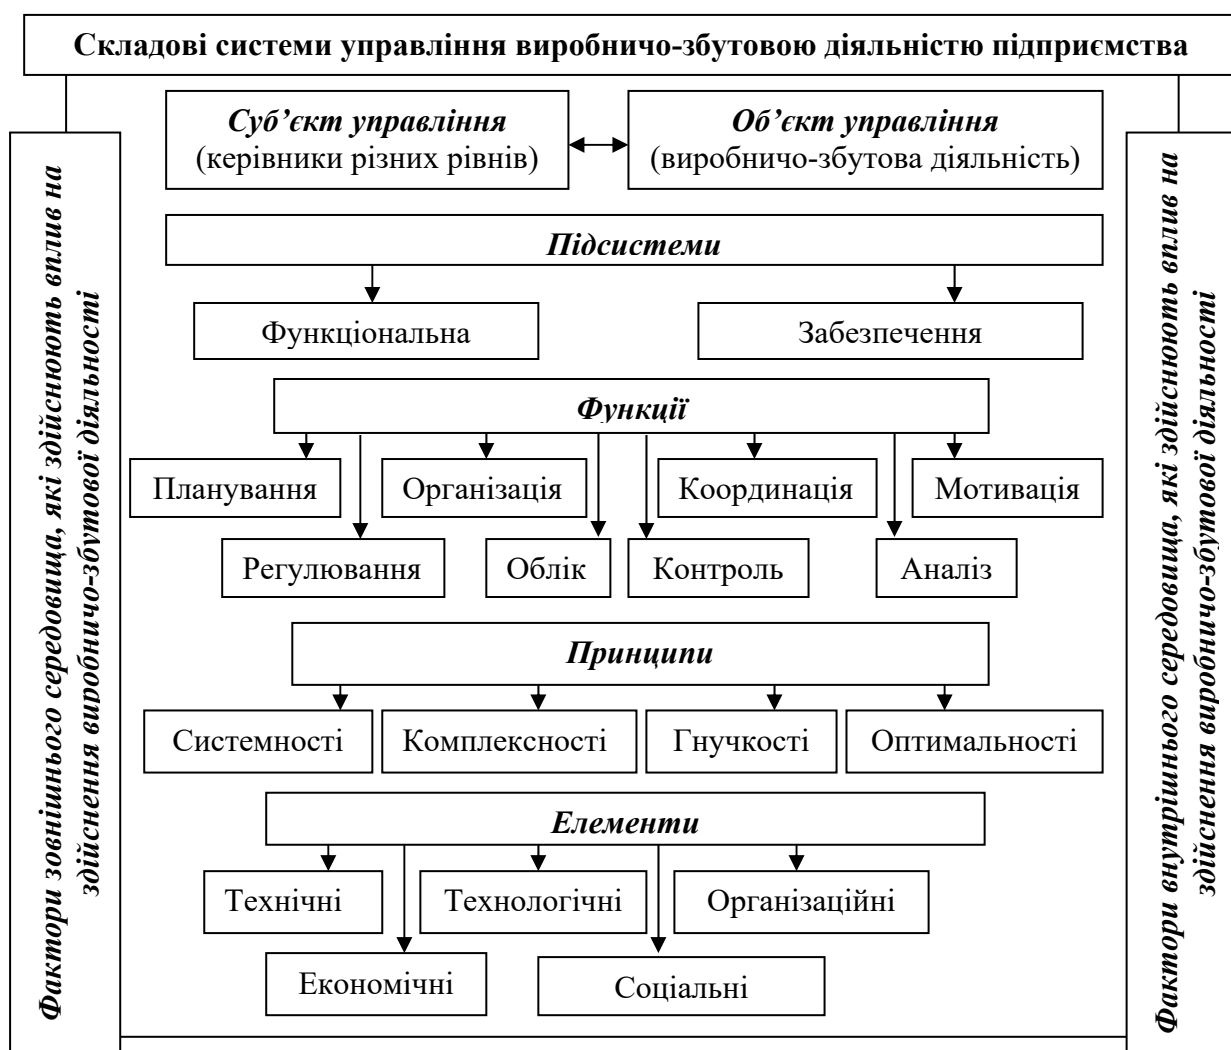 Складові системи управління виробничо-збутовою діяльністю підприємства
Суб’єкт управління
(керівники різних рівнів)
Об’єкт управління
(виробничо-збутова діяльність)
Фактори зовнішнього середовища, які здійснюють вплив на
здійснення виробничо-збутової діяльності
Підсистеми
Функціональна
Забезпечення
Функції
Планування
Організація
Координація
Мотивація
Регулювання
Облік
Контроль
Аналіз
Принципи
Системності
Комплексності
Гнучкості
Оптимальності
Елементи
Технічні
Технологічні
Організаційні
Економічні
Соціальні
Фактори внутрішнього середовища, які здійснюють вплив на
здійснення виробничо-збутової діяльності